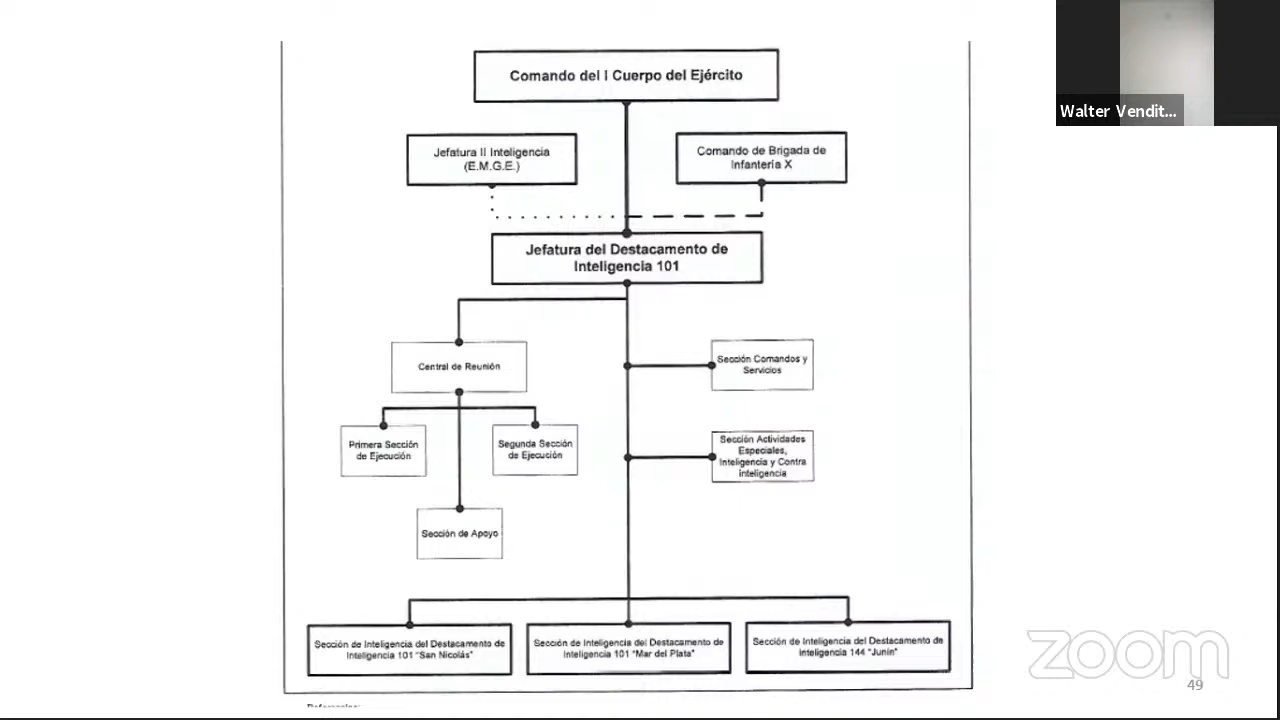 Walter Vendit...
Comando del I Cuerpo del Ejército
Jefatura II Inteligencia
(E.M.G.E.)
Comando de Brigada de
Infantería X
Jefatura del Destacamento de
Inteligencia 101
Central de Reunión
Sección Comandos y
Servicios
Primera Sección
de Ejecución
Segunda Sección
de Ejecución
Sección Actividades
Especiales,
Inteligencia y Contra
inteligencia
Sección de Apoyo
Sección de Inteligencia del Destacamento de
Inteligencia 101 "San Nicolás"
Sección de Inteligencia del Destacamento de
Inteligencia 101 "Mar del Plata"
Sección de Inteligencia del Destacamento de
Inteligencia 144 "Junín"
zoom
49